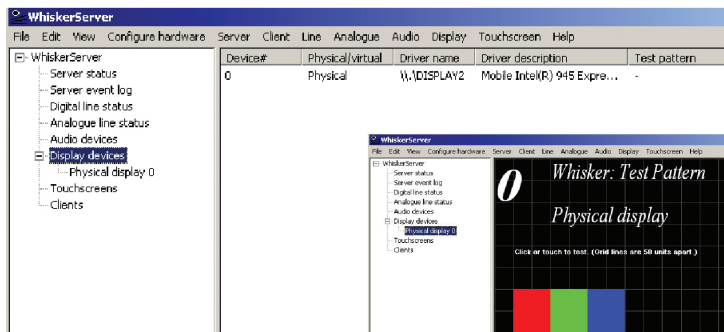 WhiskerServer
File Edit View Configure hardware Server Client Line Analogue Audio Display Touchscreen Help
WhiskerServer
Server status
Server event log
Digital line status
Analogue line status
Audio devices
Display devices
Physical display 0
Touchscreens
Clients
Device# Physical/virtual Driver name Driver description Test pattern
0 Physical \\.\DISPLAY2 Mobile Intel(R) 945 Expre... -
WhiskerServer
File Edit View Configure hardware Server Client Line Analogue Audio Display Touchscreen Help
WhiskerServer
Server status
Server event log
Digital line status
Analogue line status
Audio devices
Display devices
Physical display 0
Touchscreens
Clients
0 Whisker: Test Pattern
Physical display
Click or touch to test. (Grid lines are 50 units apart.)